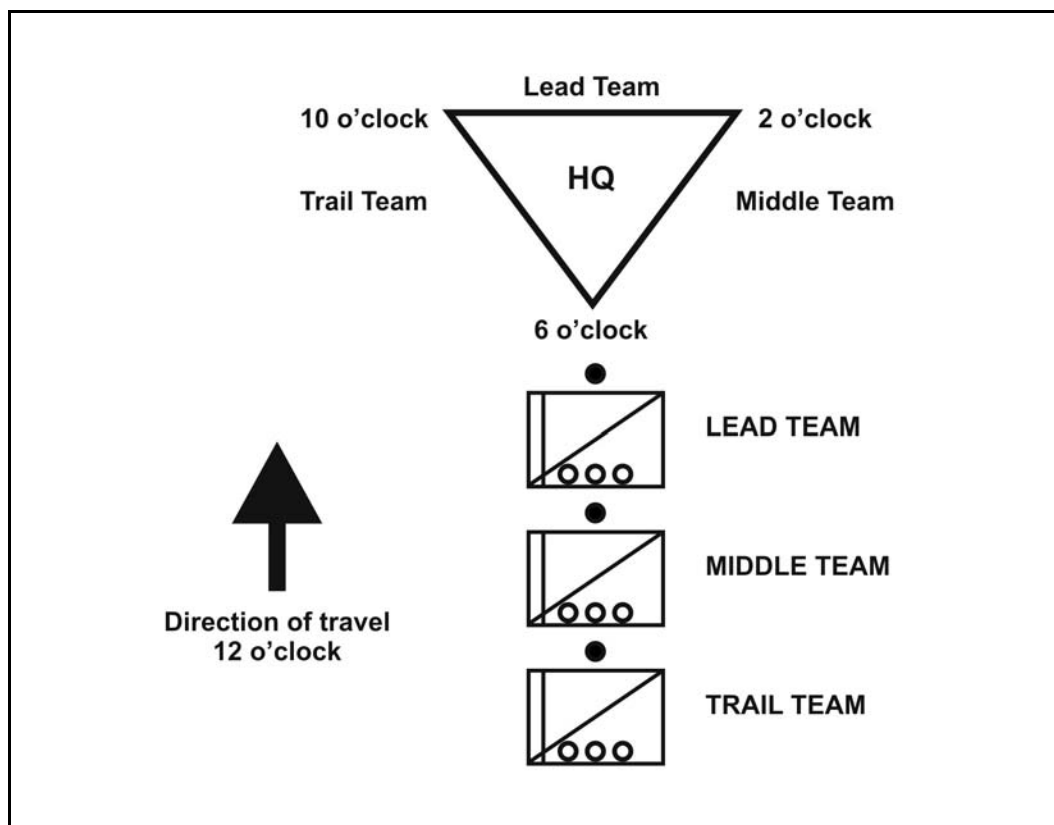 Lead Team
10 o'clock
2 o'clock
HQ
Trail Team
Middle Team
6 o'clock
LEAD TEAM
MIDDLE TEAM
Direction of travel
12 o'clock
TRAIL TEAM